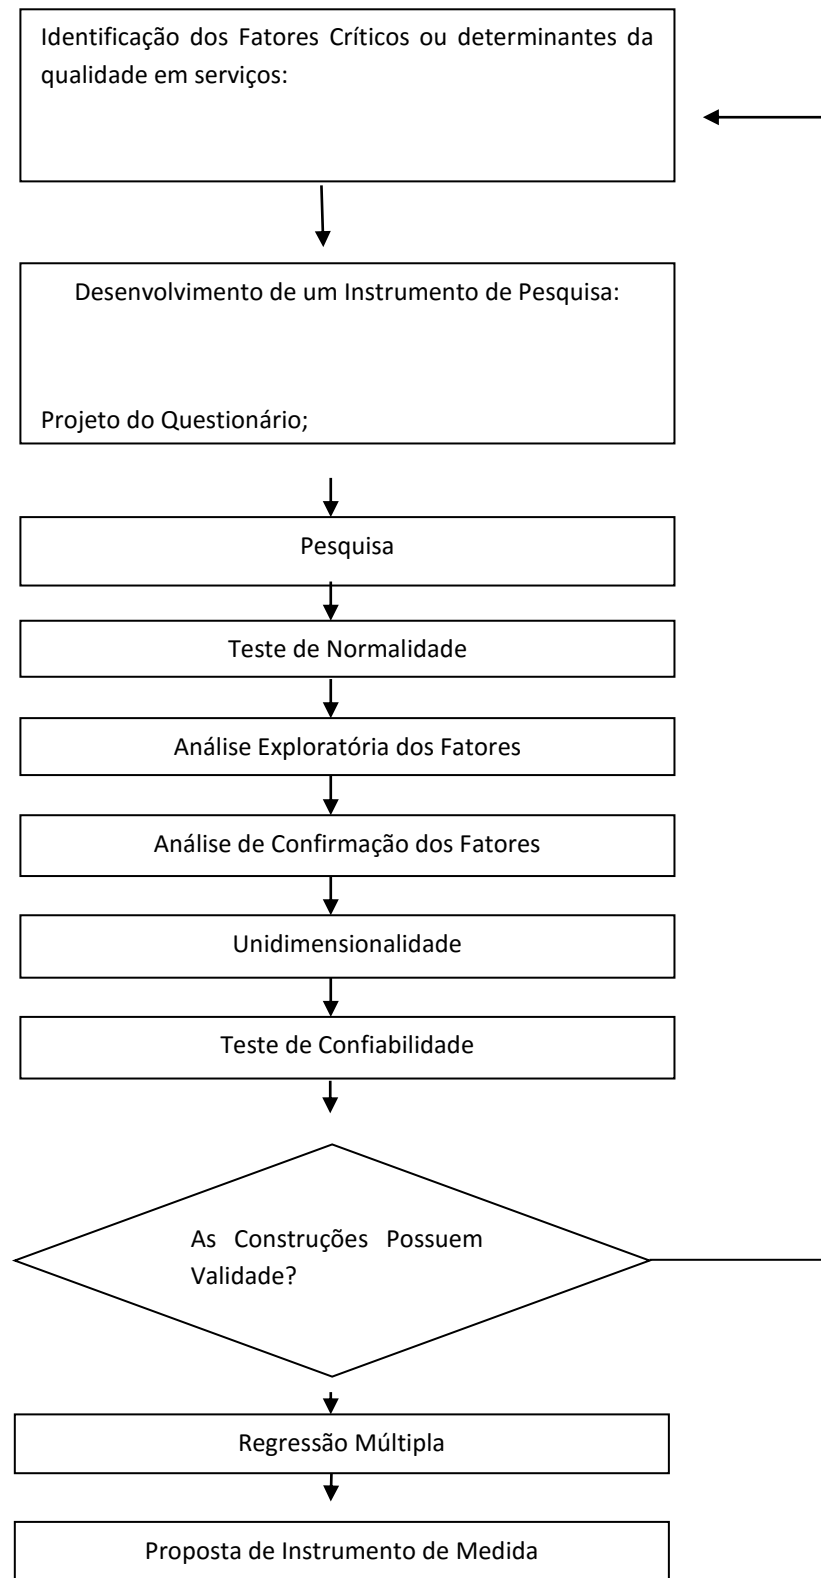 Identificação dos Fatores Críticos ou determinantes da
qualidade em serviços:
Desenvolvimento de um Instrumento de Pesquisa:
Projeto do Questionário;
Pesquisa
Teste de Normalidade
Análise Exploratória dos Fatores
Análise de Confirmação dos Fatores
Unidimensionalidade
Teste de Confiabilidade
As Construções Possuem
Validade?
Regressão Múltipla
Proposta de Instrumento de Medida